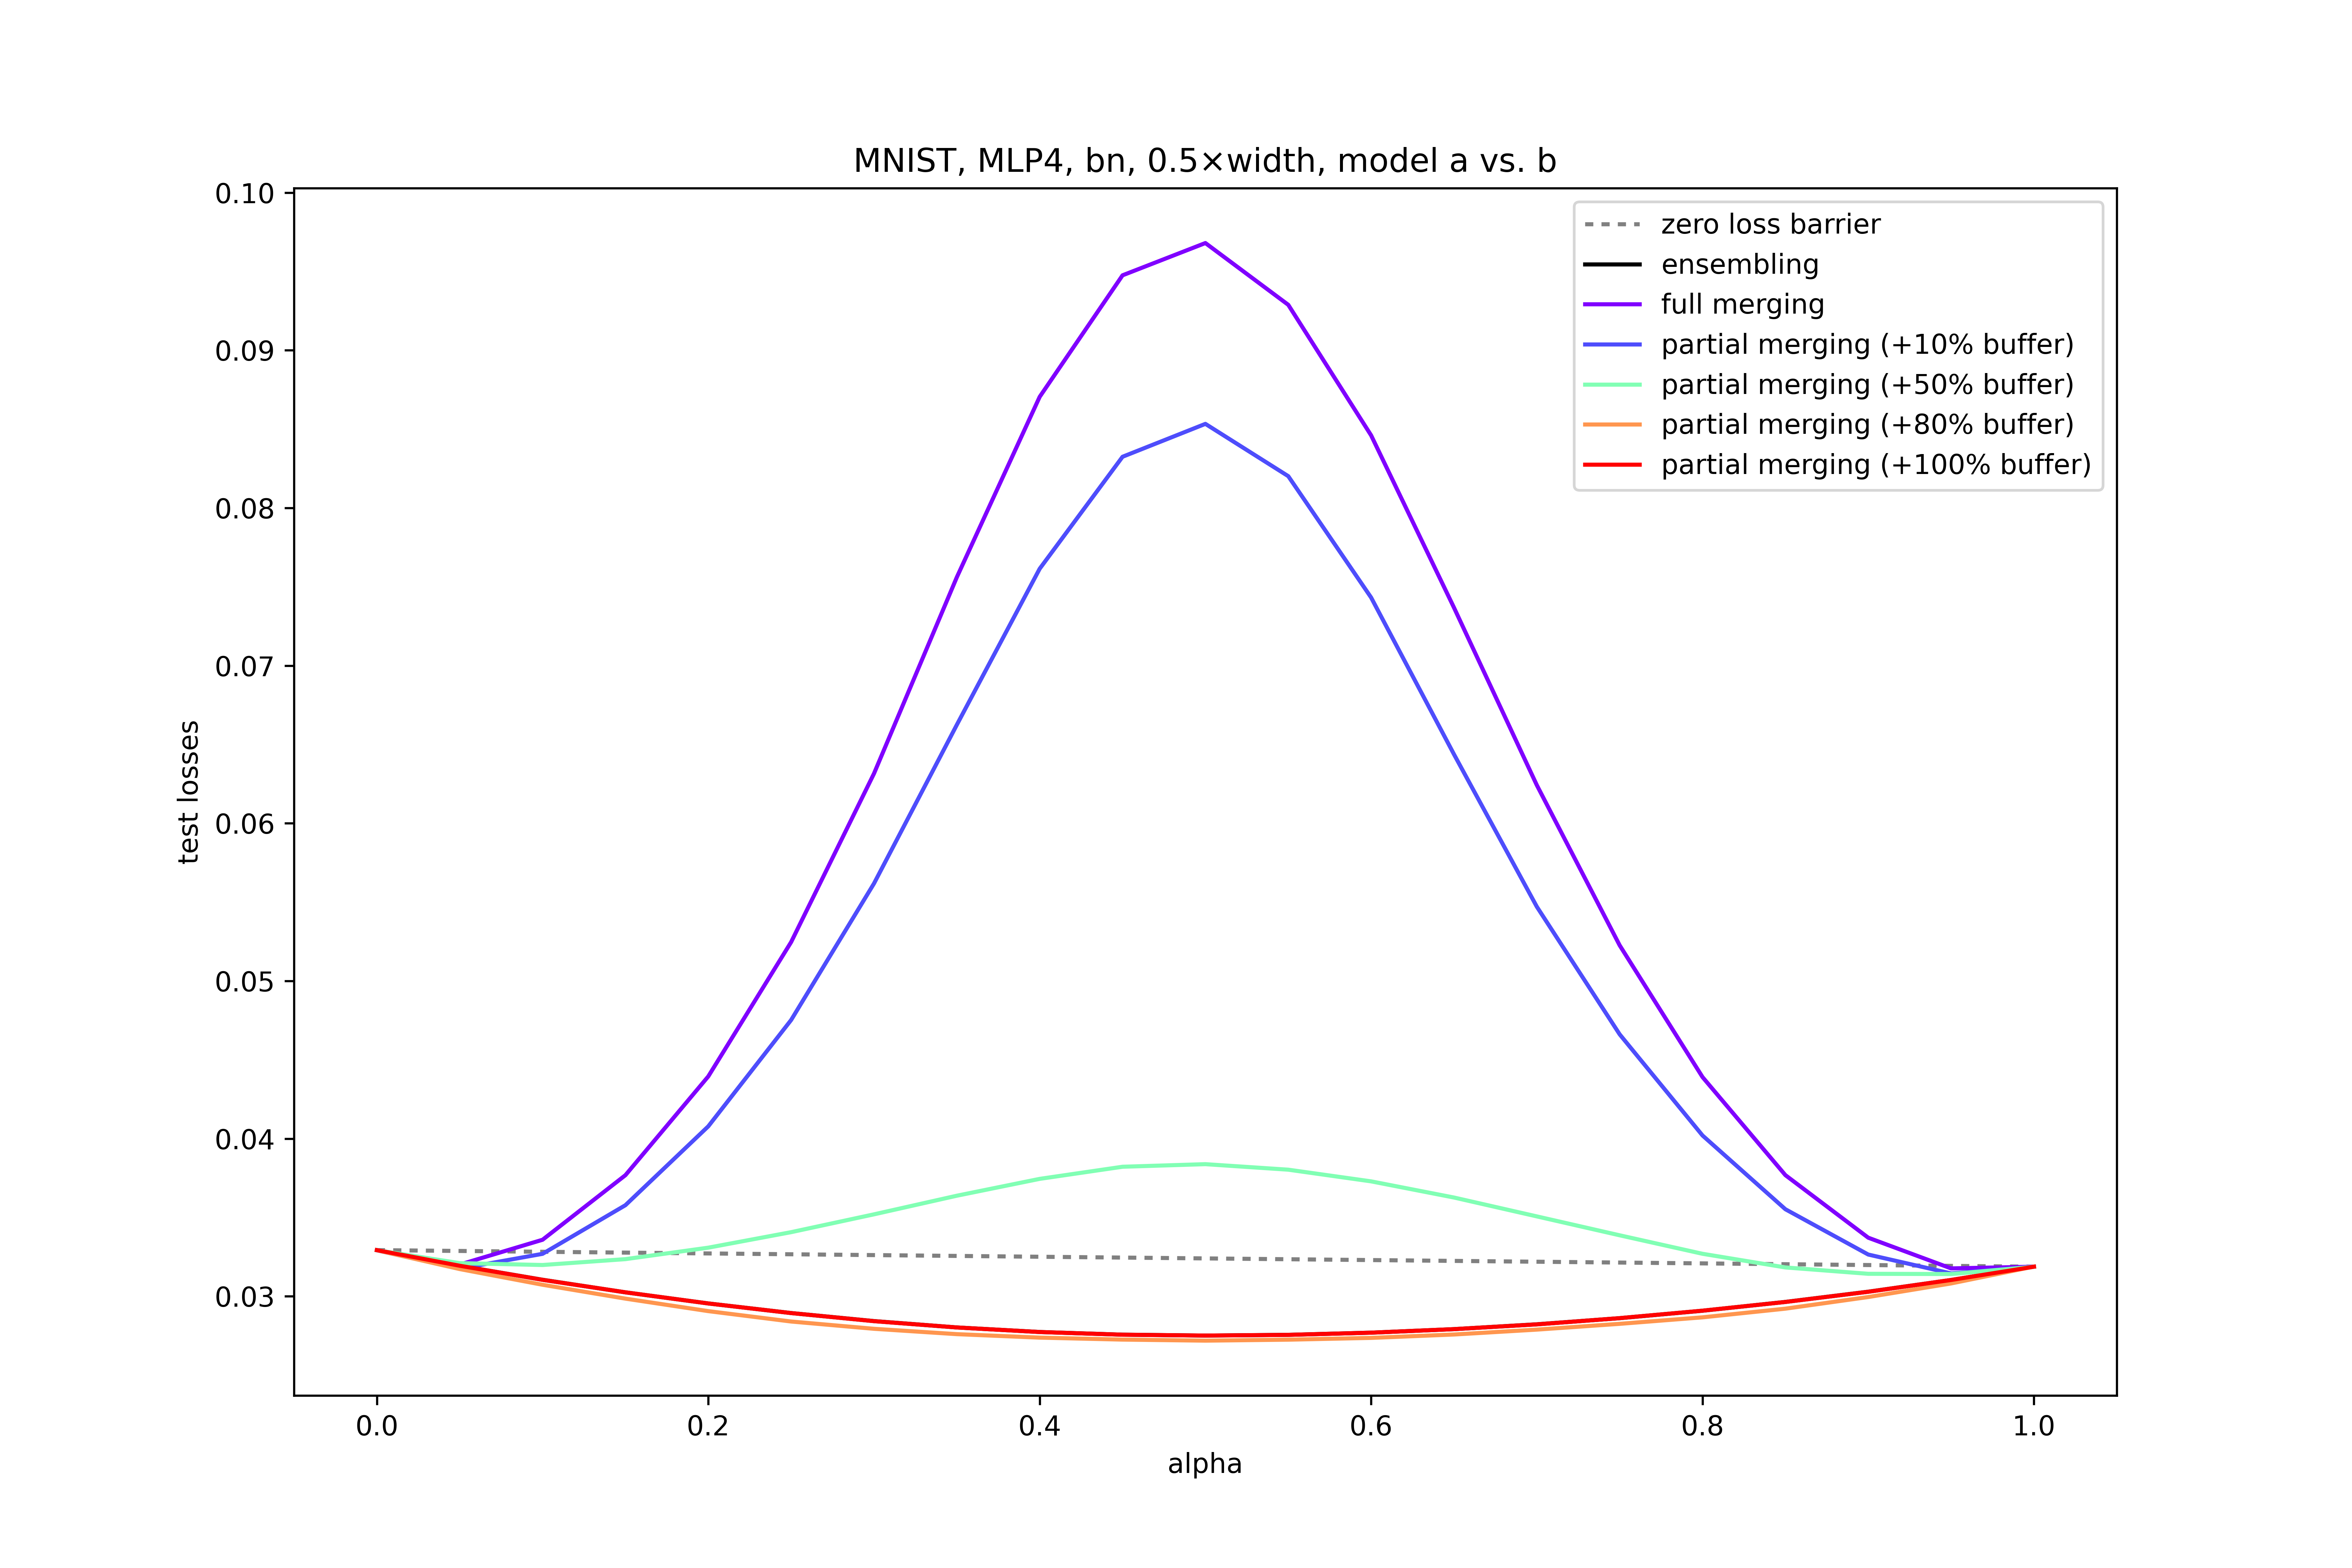 MNIST, MLP4, bn, 0.5×width, model a vs. b
zero loss barrier
ensembling
full merging
partial merging (+10% buffer)
partial merging (+50% buffer)
partial merging (+80% buffer)
partial merging (+100% buffer)
test losses
0.10
0.09
0.08
0.07
0.06
0.05
0.04
0.03
0.0 0.2 0.4 0.6 0.8 1.0
alpha